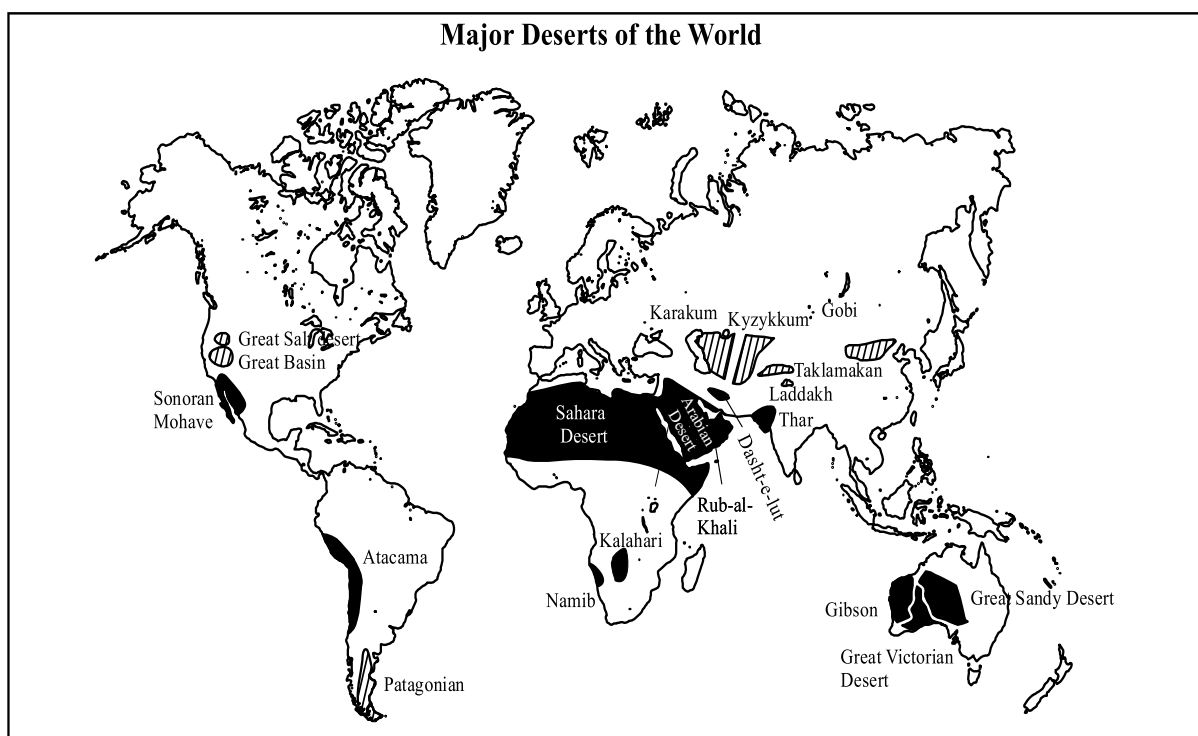 Major Deserts of the World
Karakum
Kyzykkum
Gobi
Great Salt desert
Great Basin
Taklamakan
Laddakh
Sonoran
Mohave
Sahara
Desert
Arabian
Desert
Thar
Dasht-e-lut
Rub-al-
Khali
Atacama
Kalahari
Namib
Gibson
Great Sandy Desert
Great Victorian
Desert
Patagonian